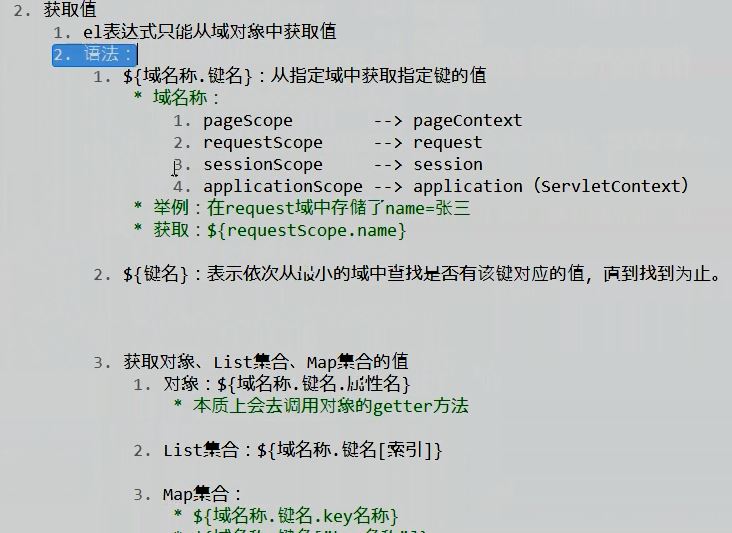 2. 获取值
1. el表达式只能从域对象中获取值
2. 语法：
1. ${域名称.键名}：从指定域中获取指定键的值
* 域名称：
1. pageScope --> pageContext
2. requestScope --> request
3. sessionScope --> session
4. applicationScope --> application（ServletContext）
* 举例：在request域中存储了name=张三
* 获取：${requestScope.name}
2. ${键名}：表示依次从最小的域中查找是否有该键对应的值，直到找到为止。
3. 获取对象、List集合、Map集合的值
1. 对象：${域名称.键名.属性名}
* 本质上会去调用对象的getter方法
2. List集合：${域名称.键名[索引]}
3. Map集合：
* ${域名称.键名.key名称}